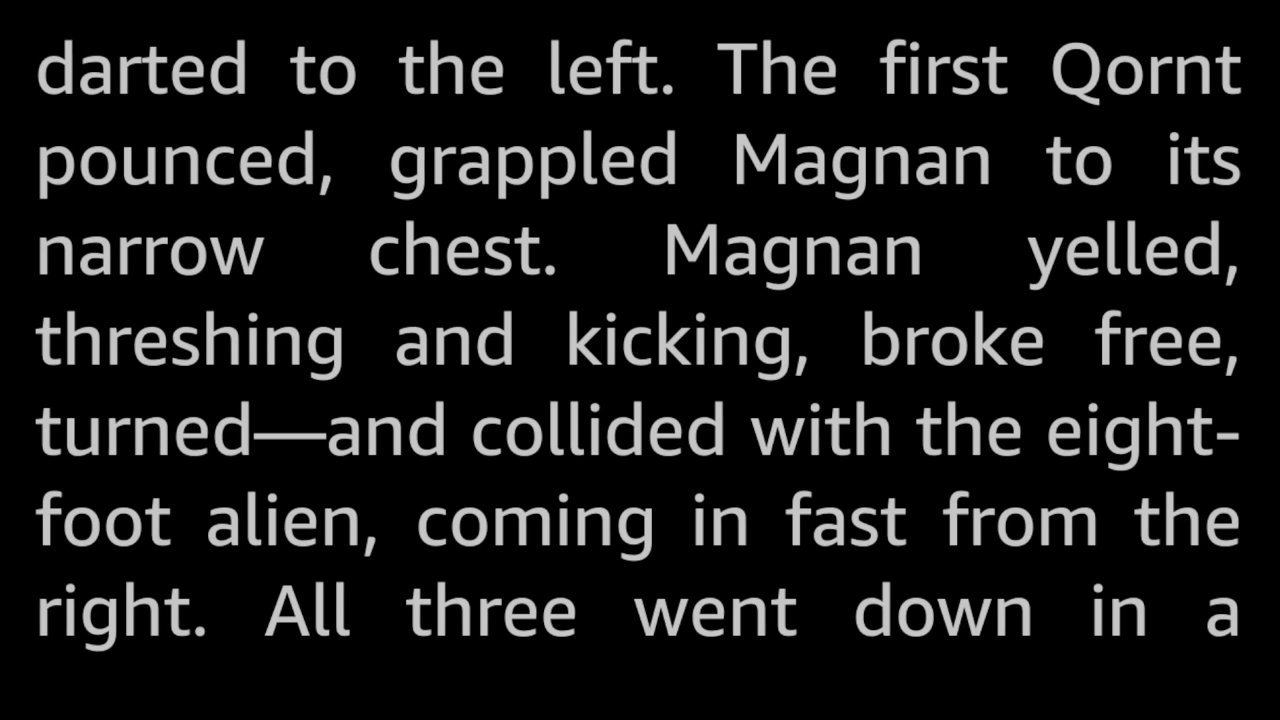 darted to the left. The first Qornt
pounced, grappled Magnan to its
narrow chest. Magnan yelled,
threshing and kicking, broke free,
turned—and collided with the eight-
foot alien, coming in fast from the
right. All three went down in a